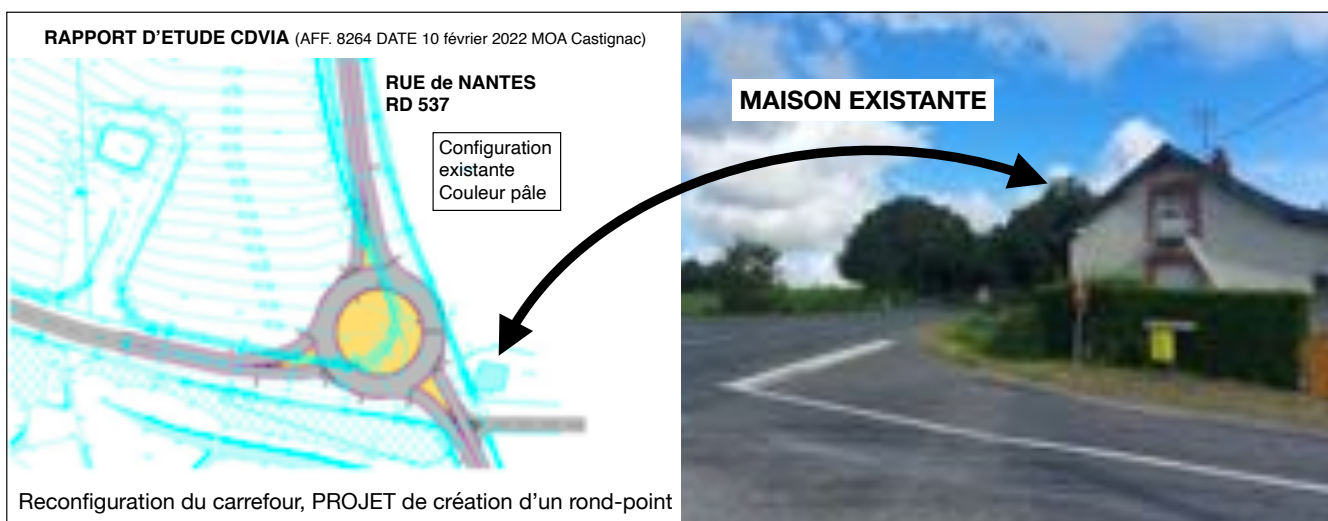 RAPPORT D'ETUDE CDVIA (AFF. 8264 DATE 10 février 2022 MOA Castignac)
RUE de NANTES
RD 537
Configuration
existante
Couleur pâle
MAISON EXISTANTE
Reconfiguration du carrefour, PROJET de création d'un rond-point